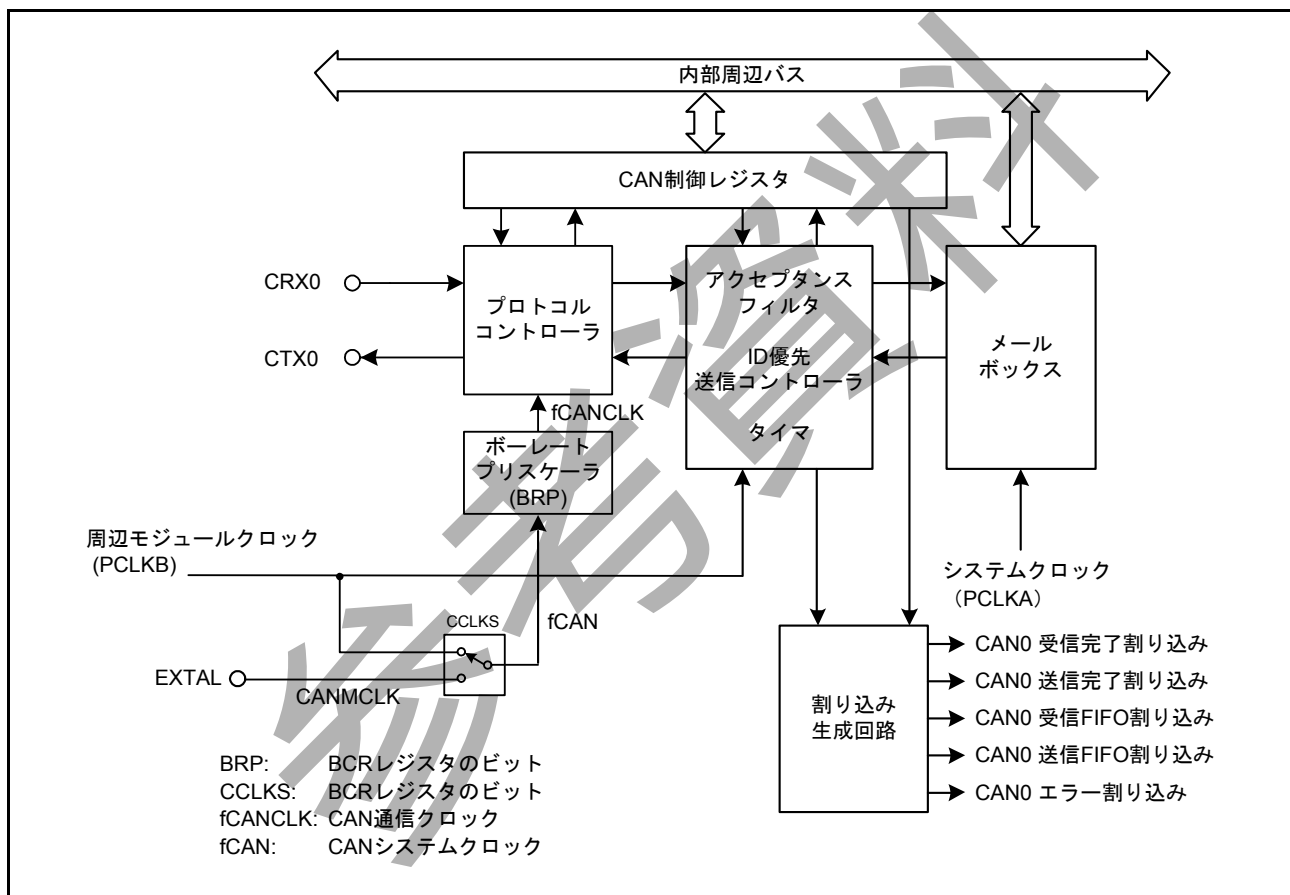 内部周辺バス
CAN制御レジスタ
CRX0
CTX0
プロトコル
コントローラ
アクセプタンス
フィルタ
ID優先
送信コントローラ
タイマ
メール
ボックス
fCANCLK
ボーレート
プリスケーラ
(BRP)
周辺モジュールクロック
(PCLKB)
システムクロック
(PCLKA)
CCLKS
fCAN
EXTAL
CANMCLK
割り込み
生成回路
CAN0 受信完了割り込み
CAN0 送信完了割り込み
CAN0 受信FIFO割り込み
CAN0 送信FIFO割り込み
CAN0 エラー割り込み
BRP: BCRレジスタのビット
CCLKS: BCRレジスタのビット
fCANCLK: CAN通信クロック
fCAN: CANシステムクロック
参考資料